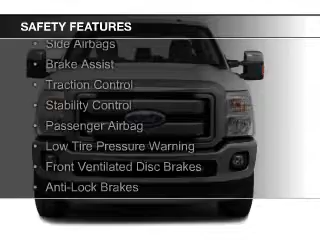 SAFETY FEATURES
• Side Airbags
• Brake Assist
• Traction Control
• Stability Control
• Passenger Airbag
• Low Tire Pressure Warning
• Front Ventilated Disc Brakes
• Anti-Lock Brakes
Ford